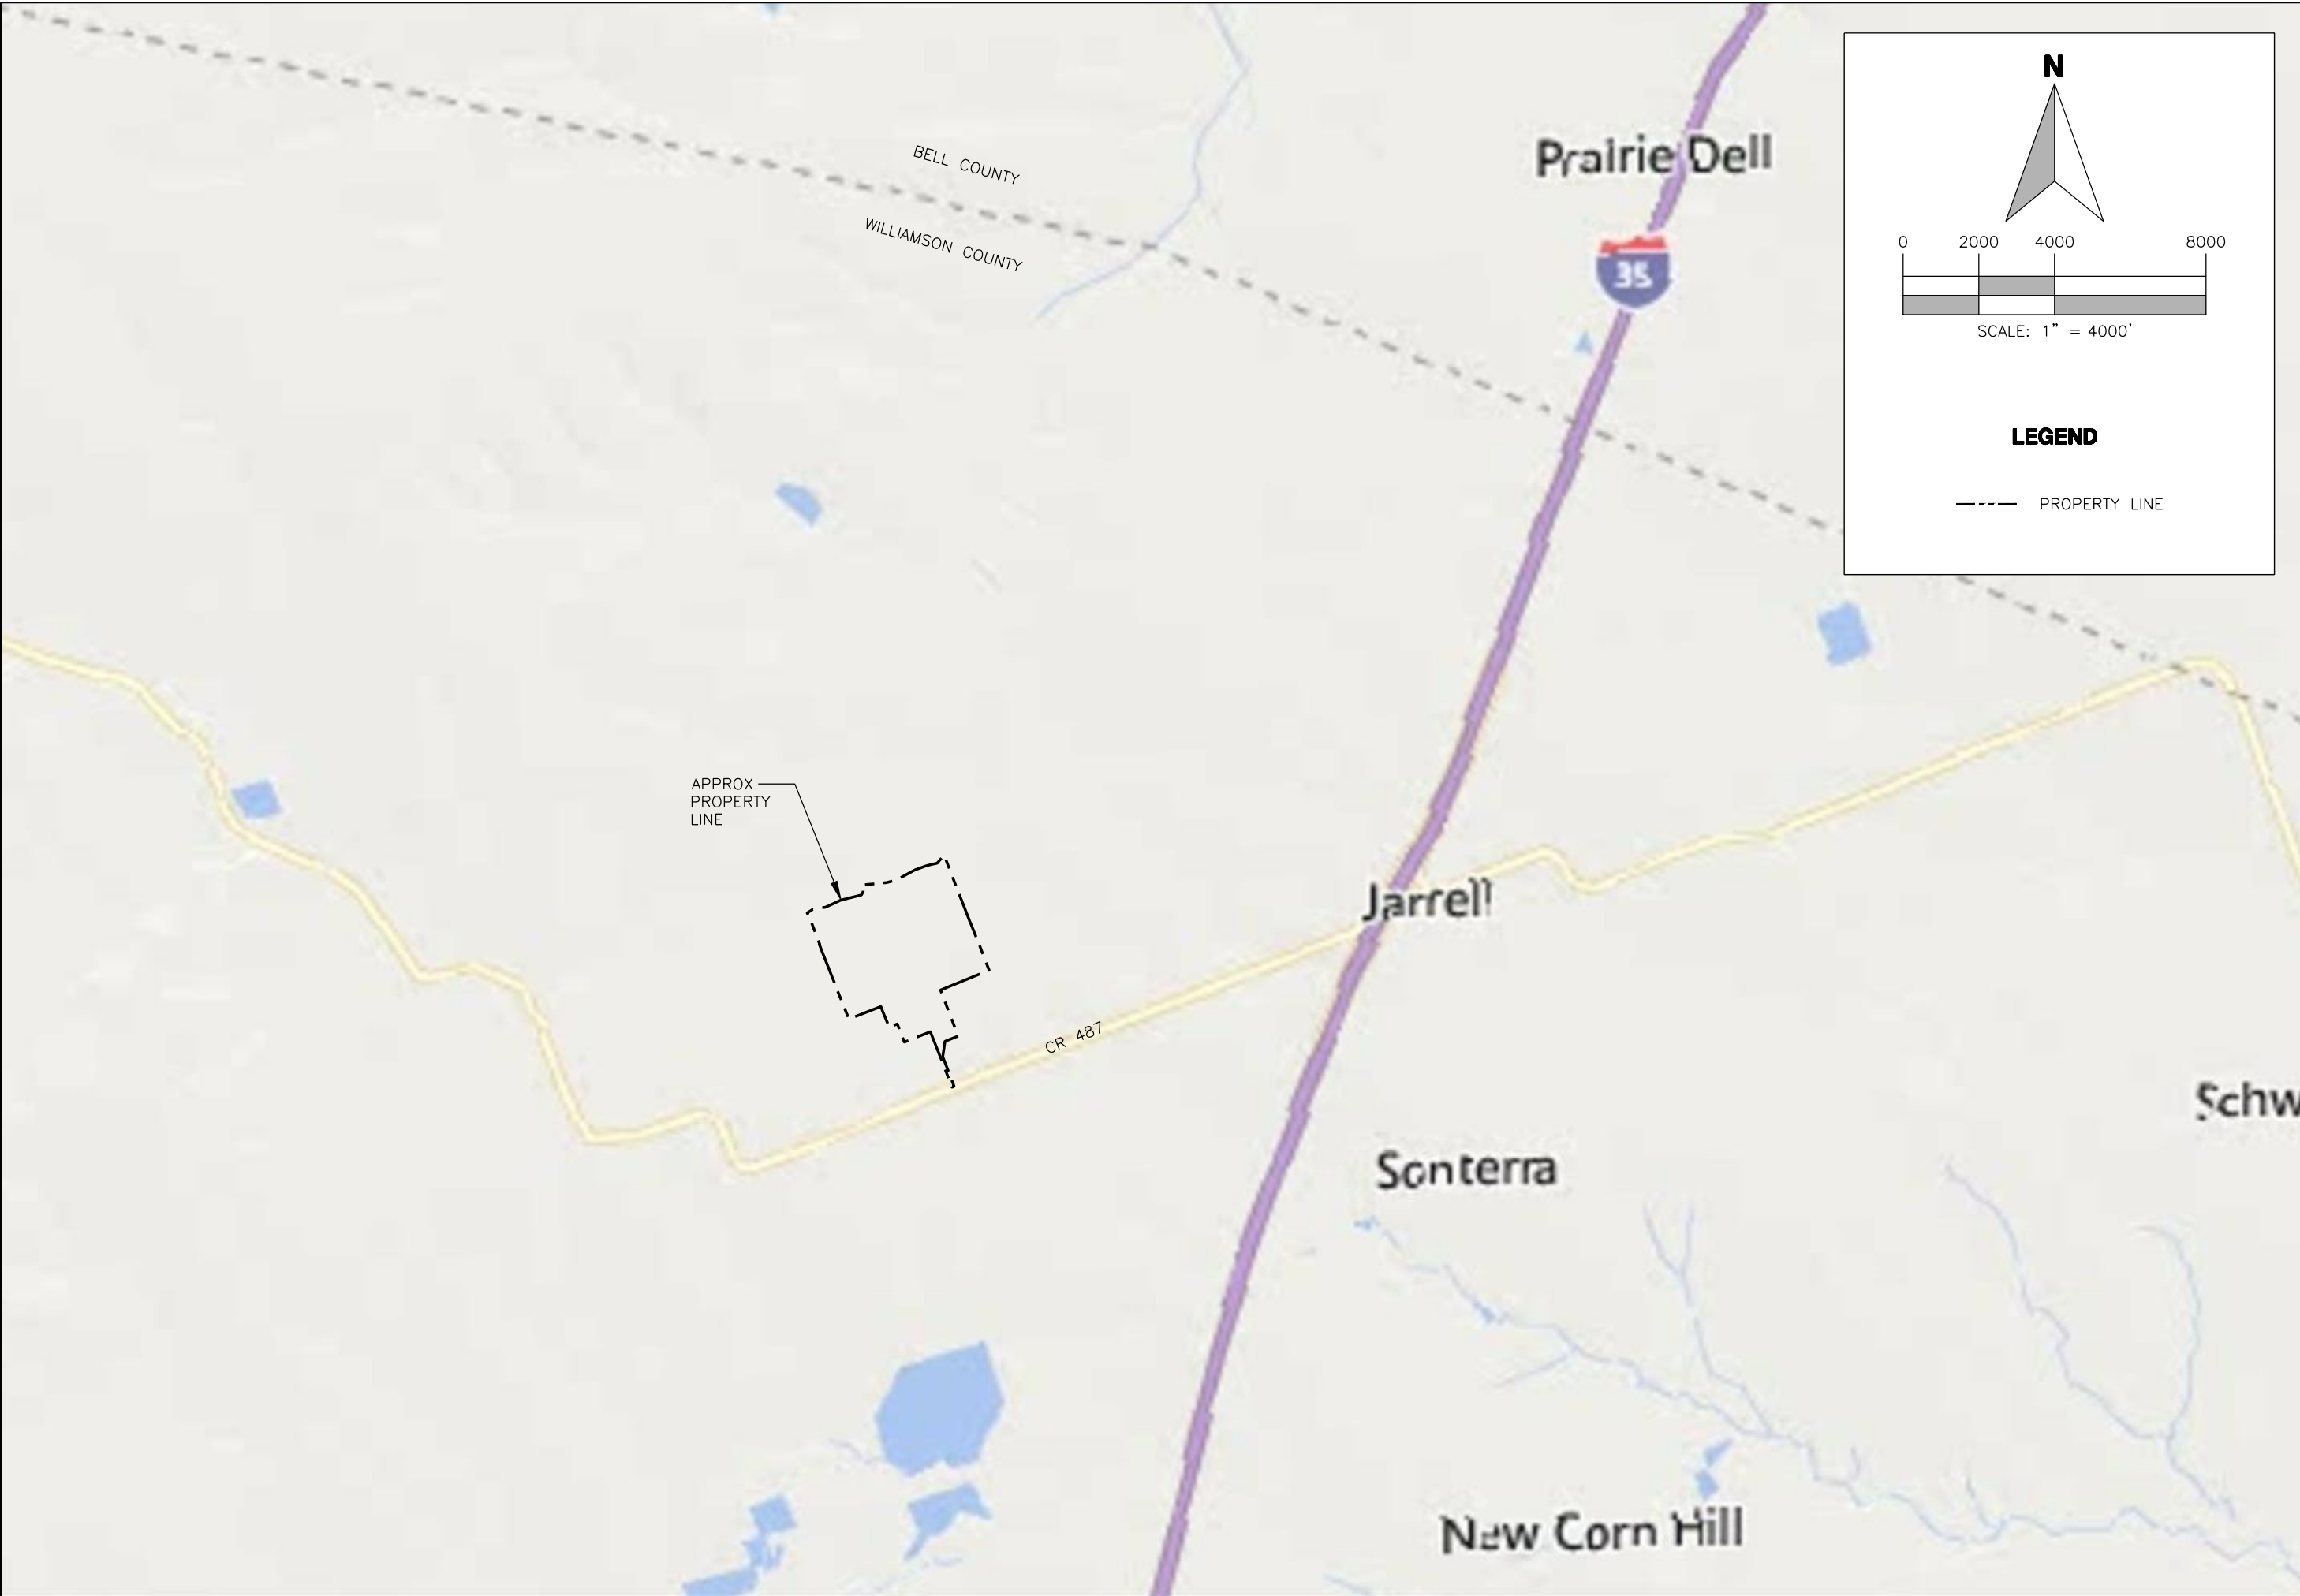 N
0 2000 4000 8000
SCALE: 1" = 4000'
LEGEND
PROPERTY LINE
BELL COUNTY
WILLIAMSON COUNTY
Prairie Dell
35
APPROX
PROPERTY
LINE
Jarrell
CR 487
Schw
Sonterra
New Corn Hill